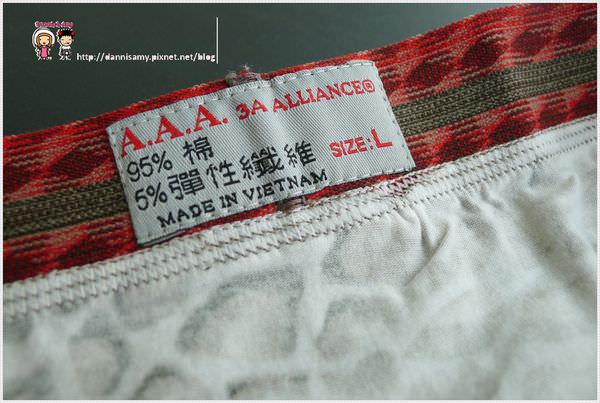 http://dannisamy.pixnet.net/blog
A.A.A. 3A ALLIANCE®
95% 棉
5%彈性纖維 SIZE:L
MADE IN VIETNAM